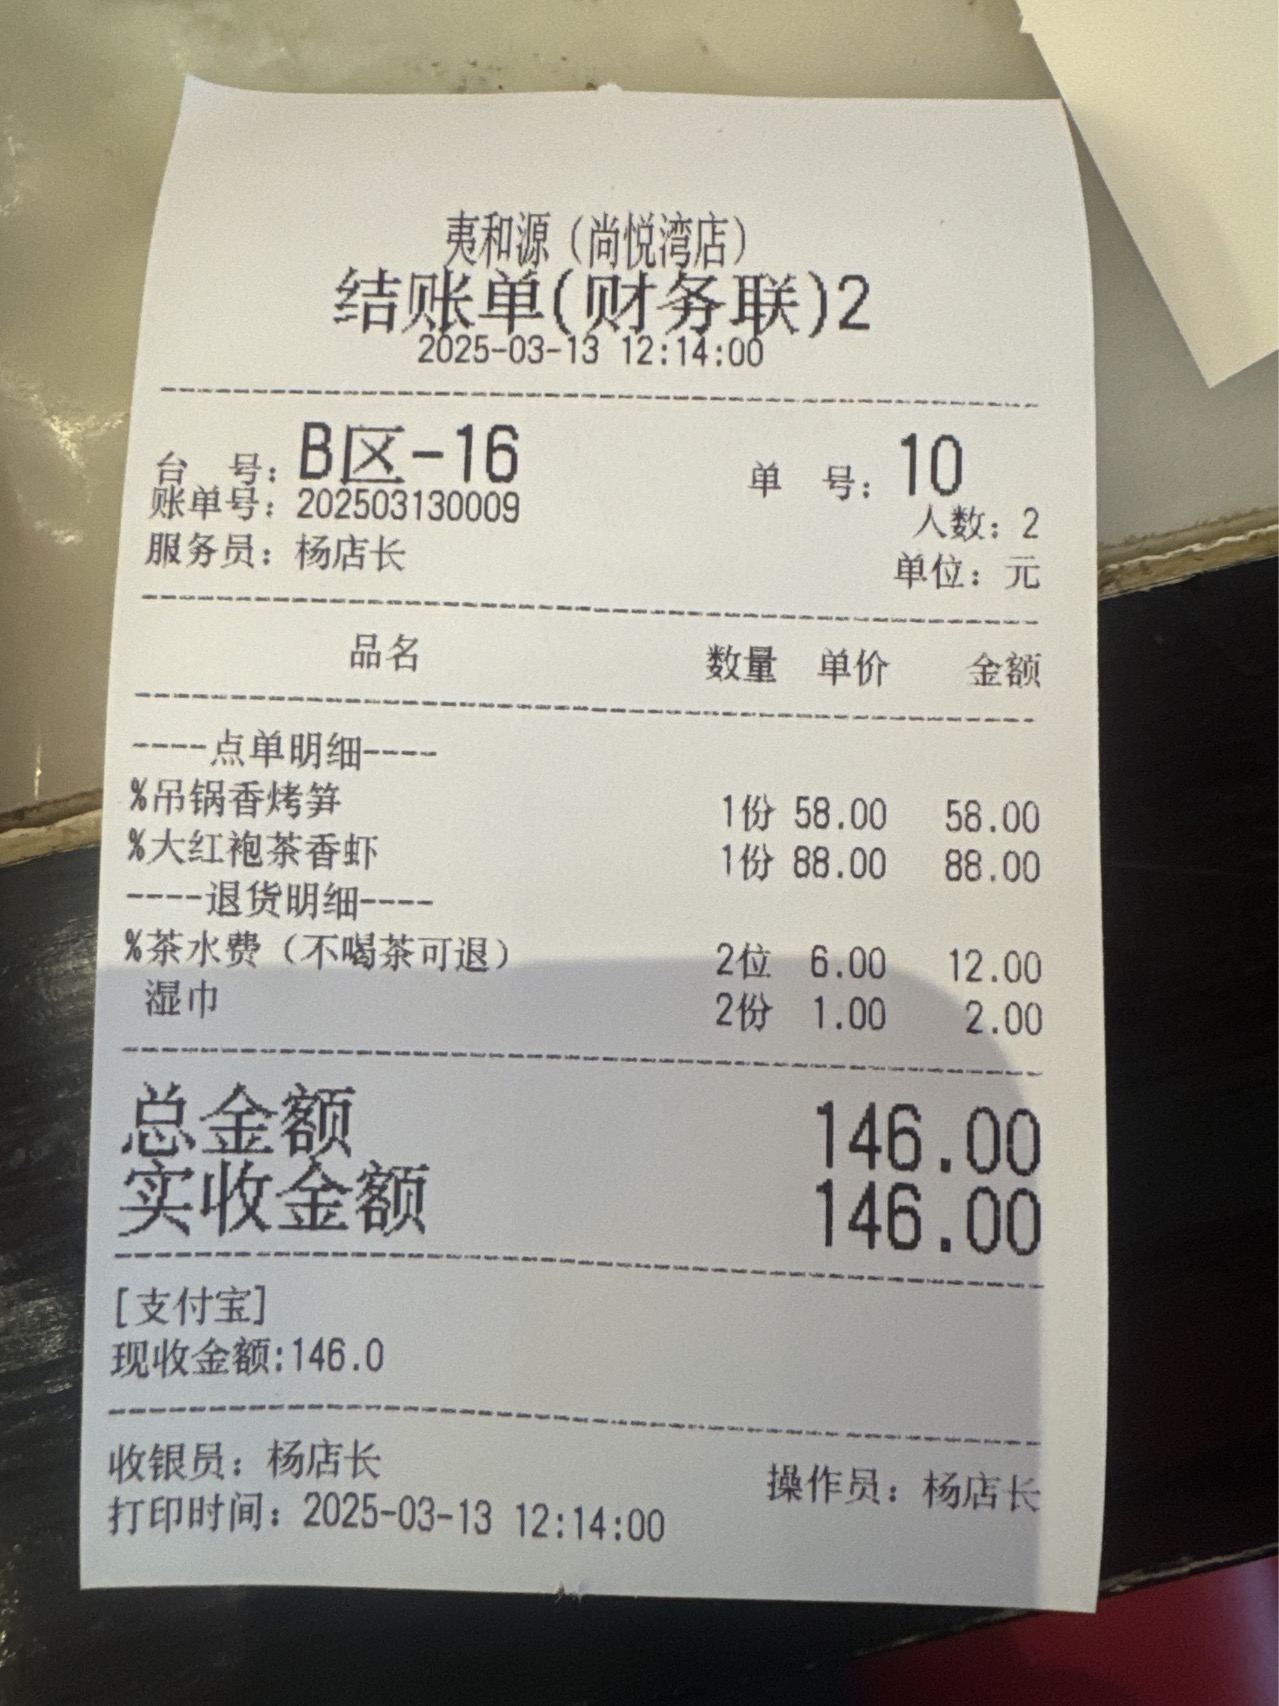 夷和源（尚悦湾店）
结账单(财务联)2
2025-03-13 12:14:00
台 号：B区-16 单 号：10
账单号：202503130009 人数：2
服务员：杨店长 单位：元
品名 数量 单价 金额
----点单明细----
%吊锅香烤笋 1份 58.00 58.00
%大红袍茶香虾 1份 88.00 88.00
----退货明细----
%茶水费（不喝茶可退） 2位 6.00 12.00
湿巾 2份 1.00 2.00
总金额 146.00
实收金额 146.00
[支付宝]
现收金额:146.0
收银员：杨店长 操作员：杨店长
打印时间：2025-03-13 12:14:00